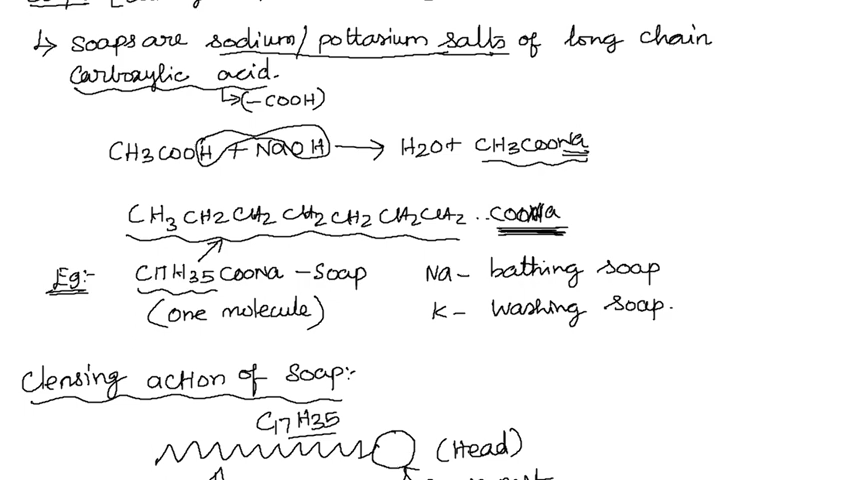 ↳ Soaps are sodium/ pottasium salts of long chain
Carboxylic acid.
↳(-COOH)
CH3COOH + NaOH → H2O + CH3COONa
CH3 CH2 CH2 CH2 CH2 CH2 CH2 .. COONa
Eg:- C17H35COONa - Soap Na - bathing soap
(one molecule) K - washing soap.
Clensing action of soap:-
C17H35
(Head)